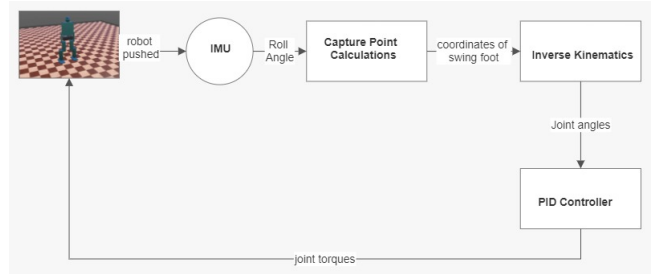 robot
pushed
IMU
Roll
Angle
Capture Point
Calculations
coordinates of
swing foot
Inverse Kinematics
Joint angles
PID Controller
joint torques